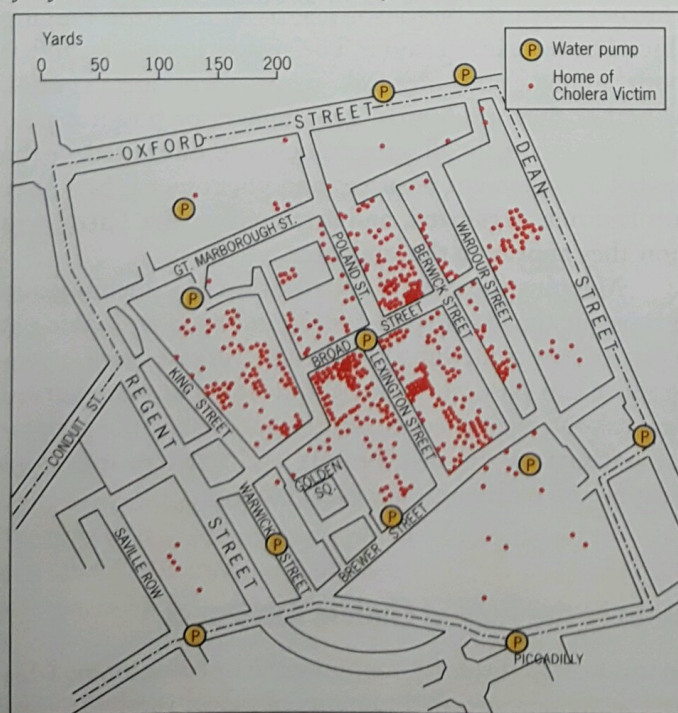 Yards
0 50 100 150 200
P Water pump
Home of
Cholera Victim
P
P
OXFORD STREET
DEAN STREET
P
GT. MARBOROUGH ST.
POLAND ST.
BERWICK STREET
WARDOUR STREET
P
BROAD STREET
P
LEXINGTON STREET
KING STREET
REGENT STREET
CONDUIT ST.
GOLDEN
SQ.
WARWICK STREET
BREWER STREET
SAVILLE ROW
P
P
P
P
P
P
PICCADILLY